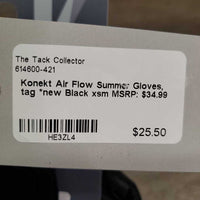 The Tack Collector
614600-421
Konekt Air Flow Summer Gloves,
tag *new Black xsm MSRP: $34.99
$25.50
HE3ZL4